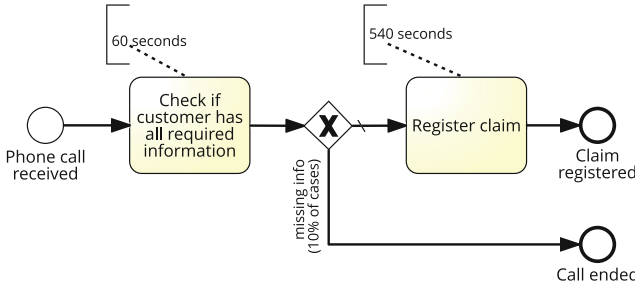 60 seconds
540 seconds
Check if
customer has
all required
information
Register claim
Phone call
received
missing info
(10% of cases)
Claim
registered
Call ended